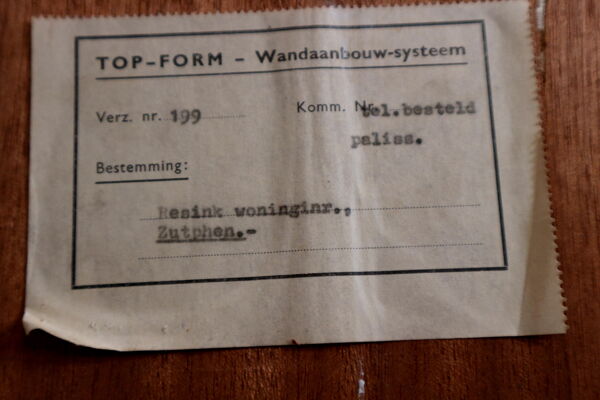 TOP-FORM - Wandaanbouw-systeem
Verz. nr. 199 Komm. Nr. tel.besteld
paliss.
Bestemming:
Resink woninginr.,
Zutphen.-